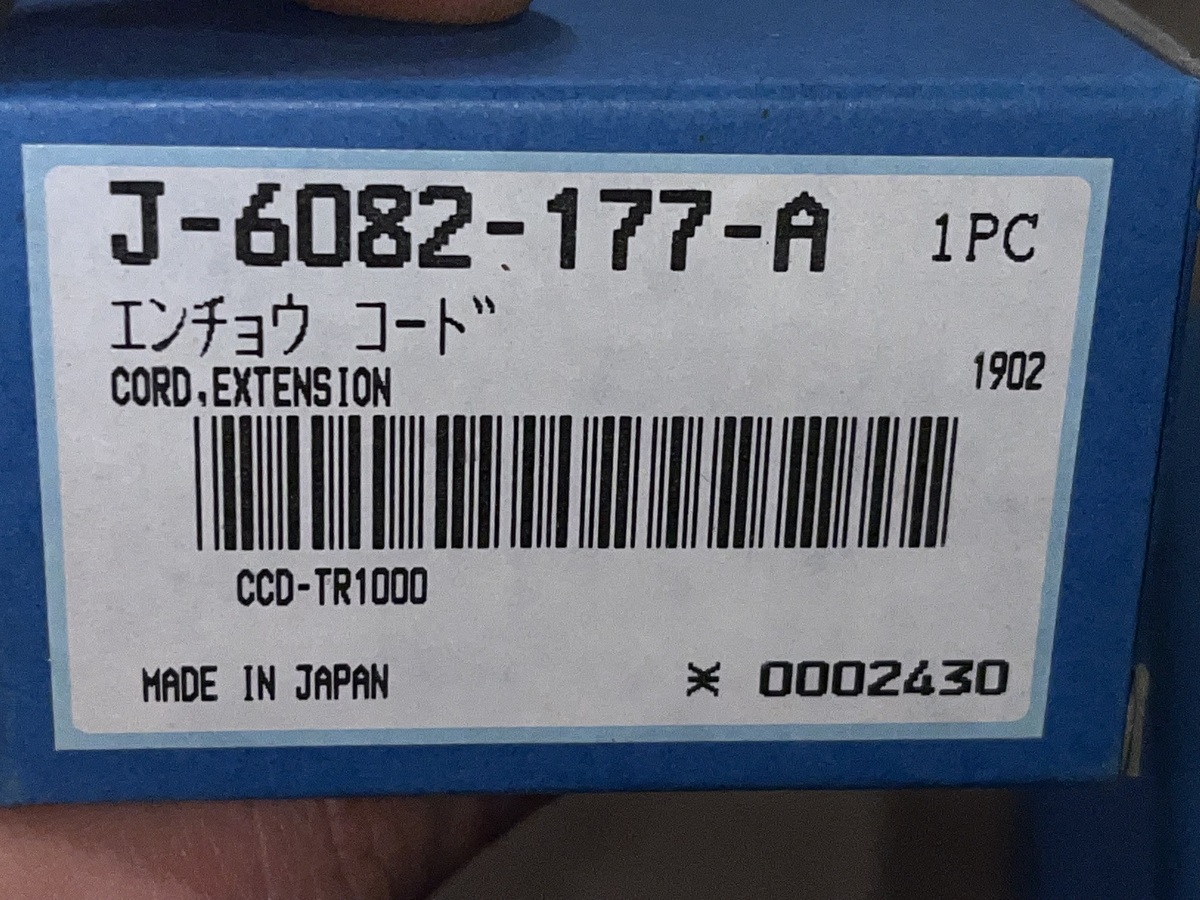 J-6082-177-A 1PC
エンチョウ コード
CORD,EXTENSION 1902
CCD-TR1000
MADE IN JAPAN * 0002430